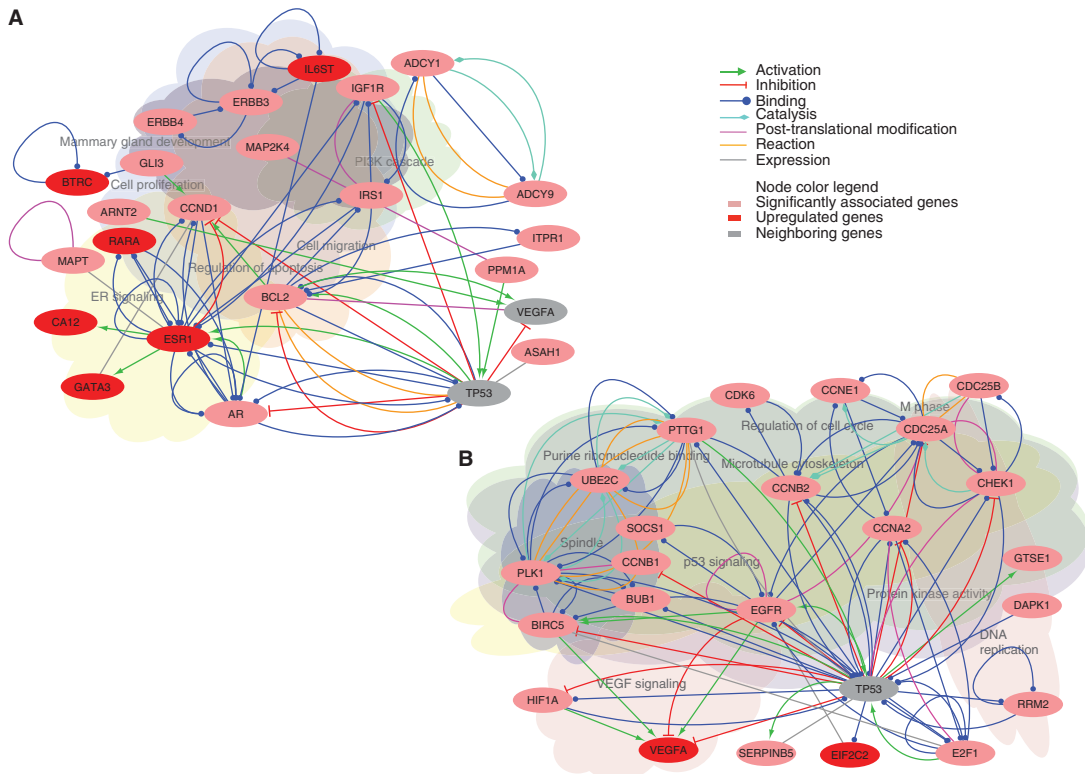 A
IL6ST
ADCY1
IGF1R
ERBB3
ERBB4
Mammary gland development
MAP2K4
GLI3
PI3K cascade
BTRC
Cell proliferation
IRS1
ADCY9
ARNT2
CCND1
RARA
Cell migration
ITPR1
MAPT
Regulation of apoptosis
PPM1A
ER signaling
BCL2
VEGFA
CA12
ESR1
ASAH1
GATA3
TP53
AR
Activation
Inhibition
Binding
Catalysis
Post-translational modification
Reaction
Expression
Node color legend
Significantly associated genes
Upregulated genes
Neighboring genes
B
CDK6
CCNE1
CDC25B
M phase
PTTG1
Regulation of cell cycle
CDC25A
Purine ribonucleotide binding
Microtubule cytoskeleton
UBE2C
CCNB2
CHEK1
SOCS1
CCNA2
Spindle
CCNB1
p53 signaling
GTSE1
PLK1
BUB1
EGFR
Protein kinase activity
DAPK1
BIRC5
DNA
replication
VEGF signaling
TP53
HIF1A
RRM2
VEGFA
SERPINB5
EIF2C2
E2F1